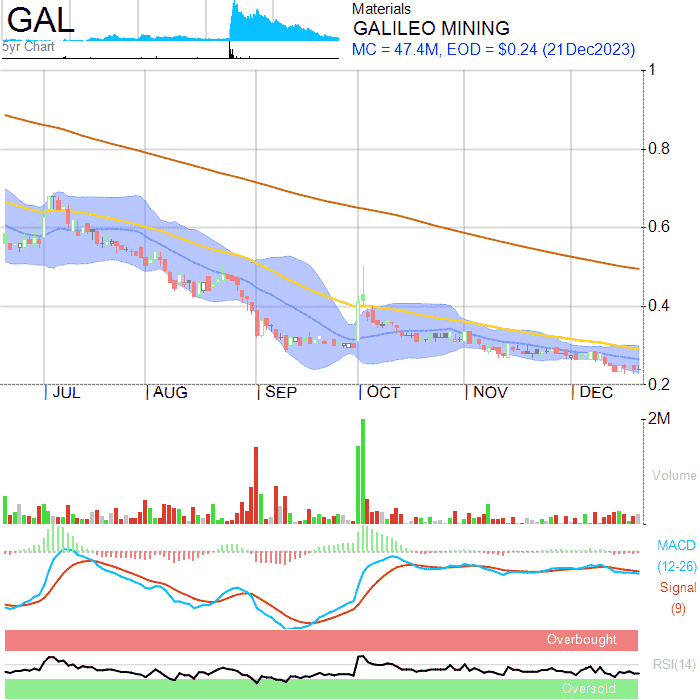 GAL
5yr Chart
Materials
GALILEO MINING
MC = 47.4M, EOD = $0.24 (21Dec2023)
1
0.8
0.6
0.4
0.2
JUL AUG SEP OCT NOV DEC
2M
Volume
MACD
(12-26)
Signal
(9)
Overbought
RSI(14)
Oversold